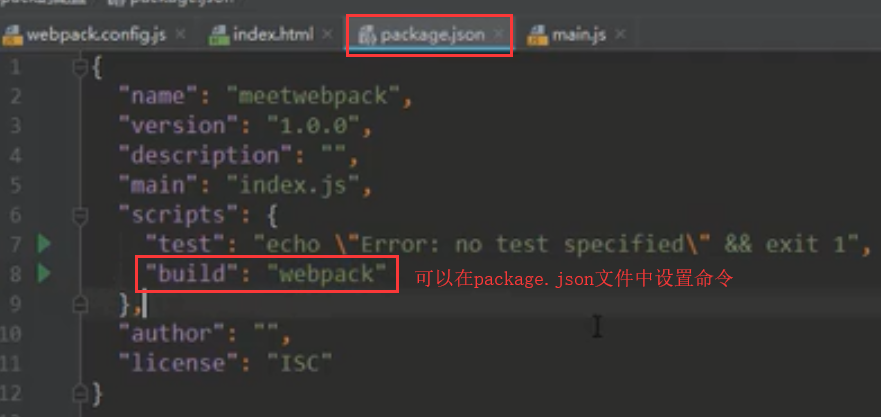 webpack.config.js index.html package.json main.js
1 {
2 "name": "meetwebpack",
3 "version": "1.0.0",
4 "description": "",
5 "main": "index.js",
6 "scripts": {
7 "test": "echo \"Error: no test specified\" && exit 1",
8 "build": "webpack" 可以在package.json文件中设置命令
9 },
10 "author": "",
11 "license": "ISC"
12 }